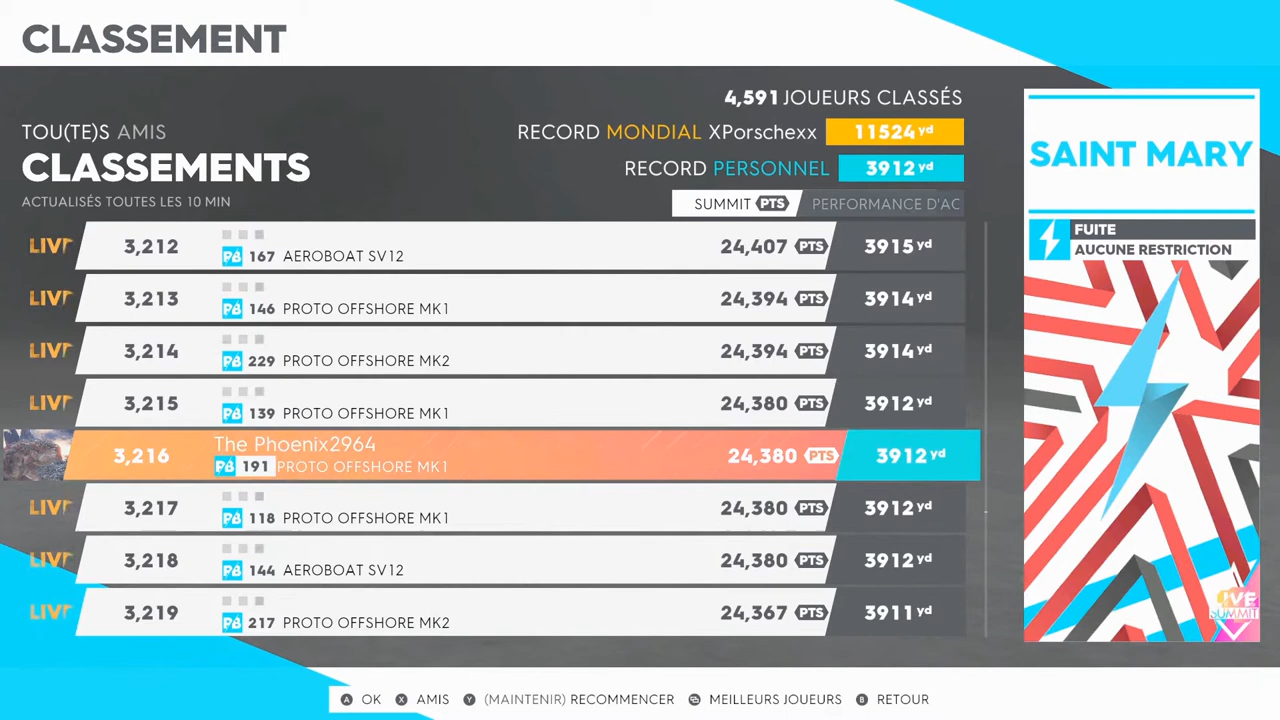 CLASSEMENT
4,591 JOUEURS CLASSÉS
TOU(TE)S AMIS
RECORD MONDIAL XPorschexx 11524 yd
CLASSEMENTS
RECORD PERSONNEL 3912 yd
ACTUALISÉS TOUTES LES 10 MIN
SUMMIT PTS PERFORMANCE D'AC
3,212 167 AEROBOAT SV12 24,407 PTS 3915 yd
3,213 146 PROTO OFFSHORE MK1 24,394 PTS 3914 yd
3,214 229 PROTO OFFSHORE MK2 24,394 PTS 3914 yd
3,215 139 PROTO OFFSHORE MK1 24,380 PTS 3912 yd
The Phoenix2964
3,216 191 PROTO OFFSHORE MK1 24,380 PTS 3912 yd
3,217 118 PROTO OFFSHORE MK1 24,380 PTS 3912 yd
3,218 144 AEROBOAT SV12 24,380 PTS 3912 yd
3,219 217 PROTO OFFSHORE MK2 24,367 PTS 3911 yd
SAINT MARY
FUITE
AUCUNE RESTRICTION
LIVE
SUMMIT
A OK X AMIS Y (MAINTENIR) RECOMMENCER MEILLEURS JOUEURS B RETOUR